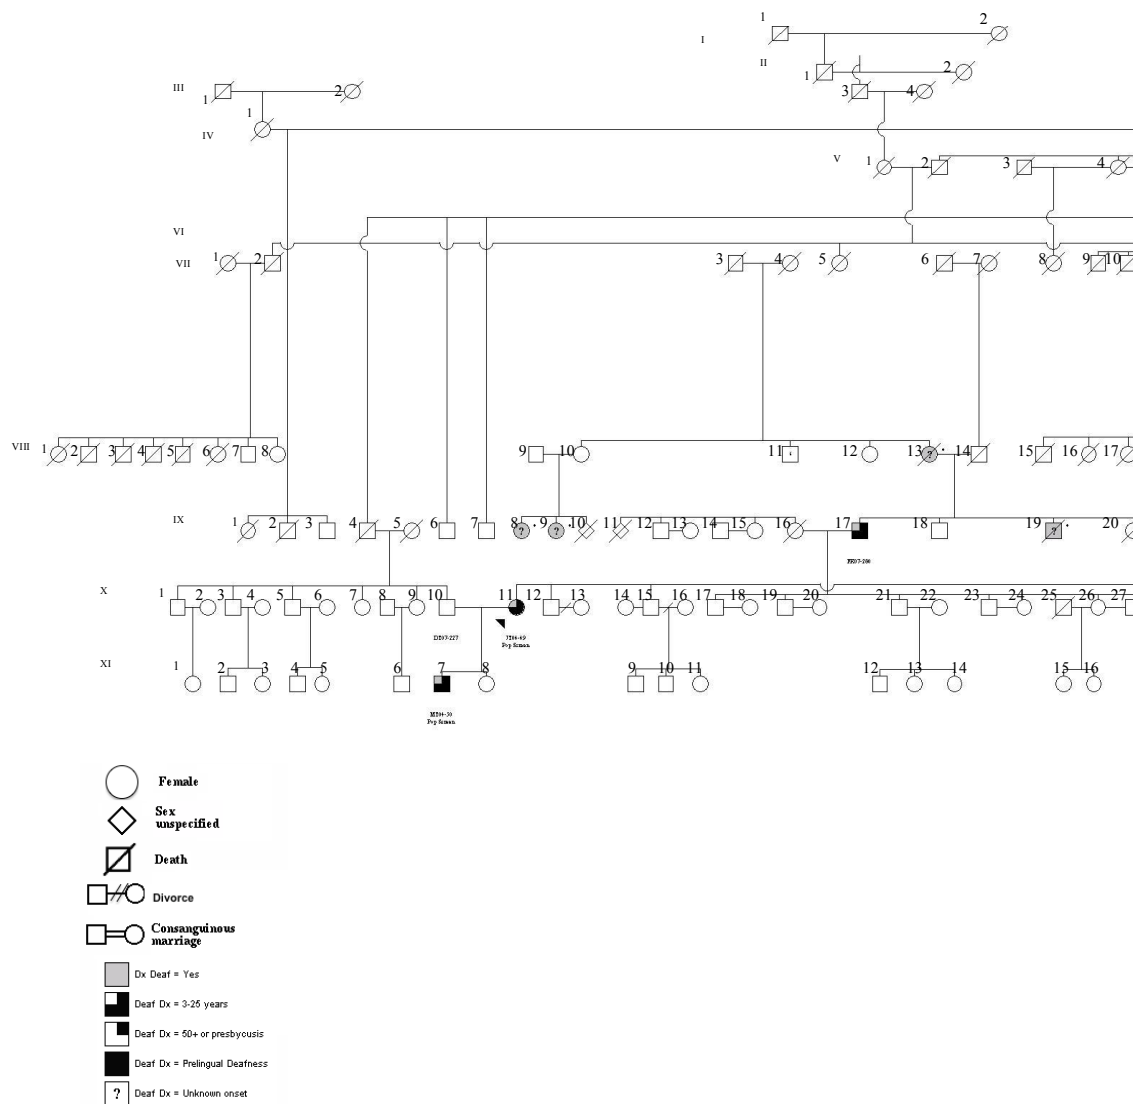 1 2
I
II
1 2
III
1 2 3 4
1
IV
V 1 2 3 4
VI
VII 1 2 3 4 5 6 7 8 9 10
VIII 1 2 3 4 5 6 7 8 9 10 11 12 13 ? 14 15 16 17
IX 1 2 3 4 5 6 7 8 ? 9 ? 10 11 12 13 14 15 16 17 18 19 ? 20
X 1 2 3 4 5 6 7 8 9 10 11 12 13 14 15 16 17 18 19 20 21 22 23 24 25 26 27
Pop Screen
XI 1 2 3 4 5 6 7 8 9 10 11 12 13 14 15 16
Pop Screen
Female
Sex
unspecified
Death
Divorce
Consanguinous
marriage
Dx Deaf = Yes
Deaf Dx = 3-25 years
Deaf Dx = 50+ or presbycusis
Deaf Dx = Prelingual Deafness
? Deaf Dx = Unknown onset